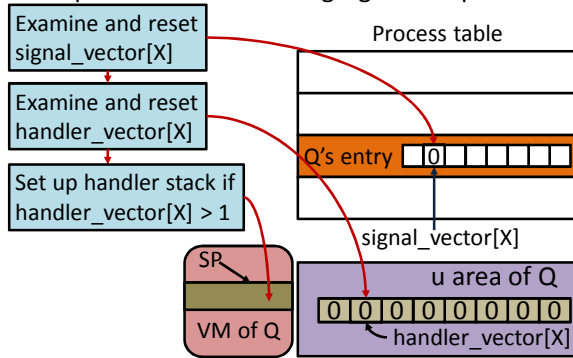 Examine and reset
signal_vector[X]
Process table
Examine and reset
handler_vector[X]
Q's entry
0
Set up handler stack if
handler_vector[X] > 1
signal_vector[X]
SP
VM of Q
u area of Q
0 0 0 0 0 0 0 0
handler_vector[X]